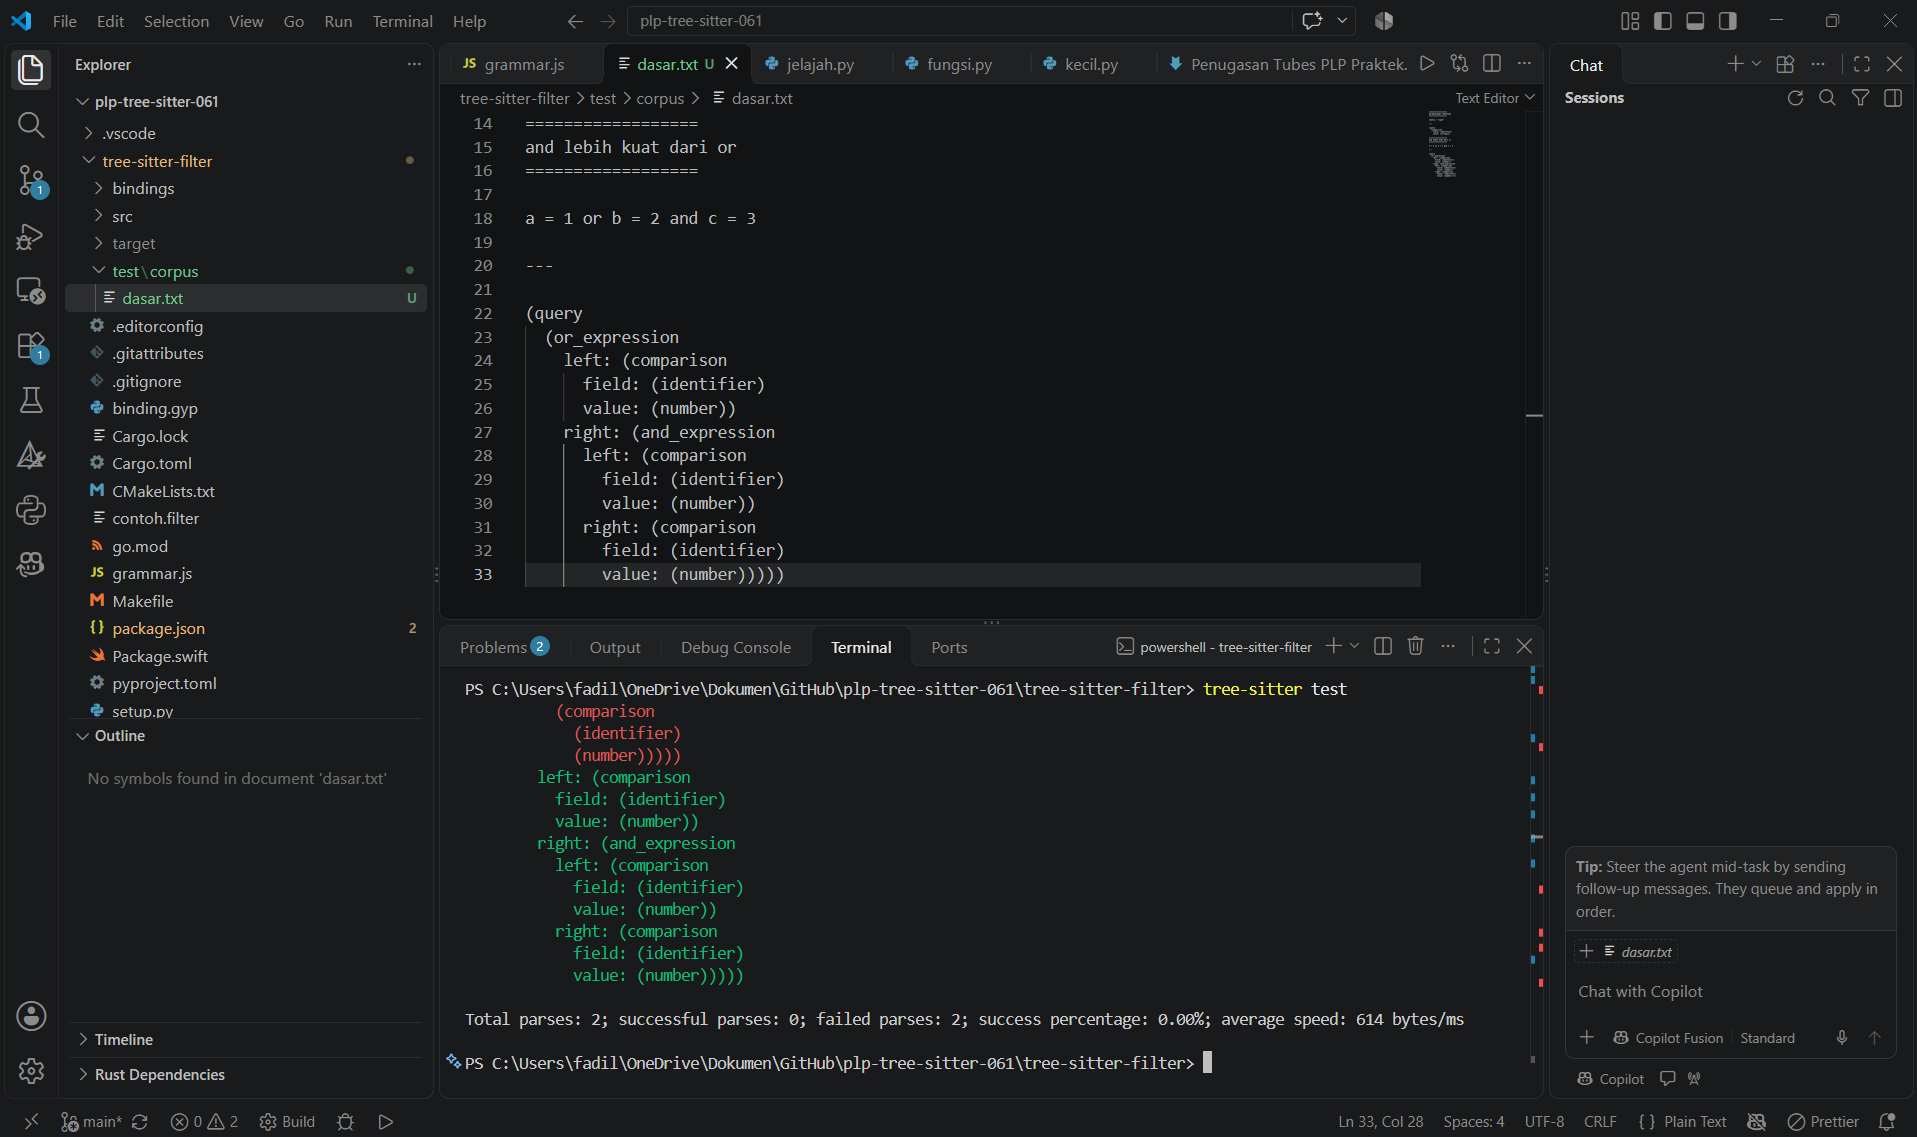 File Edit Selection View Go Run Terminal Help
plp-tree-sitter-061
Explorer
plp-tree-sitter-061
.vscode
tree-sitter-filter
bindings
src
target
test\corpus
dasar.txt U
.editorconfig
.gitattributes
.gitignore
binding.gyp
Cargo.lock
Cargo.toml
CMakeLists.txt
contoh.filter
go.mod
JS grammar.js
Makefile
package.json 2
Package.swift
pyproject.toml
setup.py
Outline
No symbols found in document 'dasar.txt'
Timeline
Rust Dependencies
JS grammar.js
dasar.txt U
jelajah.py
fungsi.py
kecil.py
Penugasan Tubes PLP Praktek.
tree-sitter-filter > test > corpus > dasar.txt
Text Editor
14 ==================
15 and lebih kuat dari or
16 ==================
17
18 a = 1 or b = 2 and c = 3
19
20 ---
21
22 (query
23 (or_expression
24 left: (comparison
25 field: (identifier)
26 value: (number))
27 right: (and_expression
28 left: (comparison
29 field: (identifier)
30 value: (number))
31 right: (comparison
32 field: (identifier)
33 value: (number)))))
Problems 2 Output Debug Console Terminal Ports
powershell - tree-sitter-filter
PS C:\Users\fadil\OneDrive\Dokumen\GitHub\plp-tree-sitter-061\tree-sitter-filter> tree-sitter test
(comparison
(identifier)
(number)))))
left: (comparison
field: (identifier)
value: (number))
right: (and_expression
left: (comparison
field: (identifier)
value: (number))
right: (comparison
field: (identifier)
value: (number)))))
Total parses: 2; successful parses: 0; failed parses: 2; success percentage: 0.00%; average speed: 614 bytes/ms
PS C:\Users\fadil\OneDrive\Dokumen\GitHub\plp-tree-sitter-061\tree-sitter-filter>
Chat
Sessions
Tip: Steer the agent mid-task by sending
follow-up messages. They queue and apply in
order.
dasar.txt
Chat with Copilot
Copilot Fusion Standard
Copilot
1
1
main* 0 2 Build
Ln 33, Col 28 Spaces: 4 UTF-8 CRLF { } Plain Text Prettier